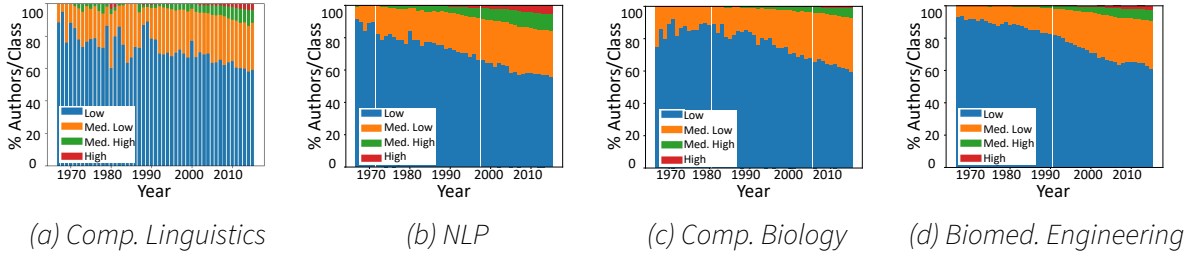 100
80
60
40
20
0
% Authors/Class
Low
Med. Low
Med. High
High
1970 1980 1990 2000 2010
Year
(a) Comp. Linguistics
100
80
60
40
20
0
% Authors/Class
Low
Med. Low
Med. High
High
1970 1980 1990 2000 2010
Year
(b) NLP
100
80
60
40
20
0
% Authors/Class
Low
Med. Low
Med. High
High
1970 1980 1990 2000 2010
Year
(c) Comp. Biology
100
80
60
40
20
0
% Authors/Class
Low
Med. Low
Med. High
High
1970 1980 1990 2000 2010
Year
(d) Biomed. Engineering